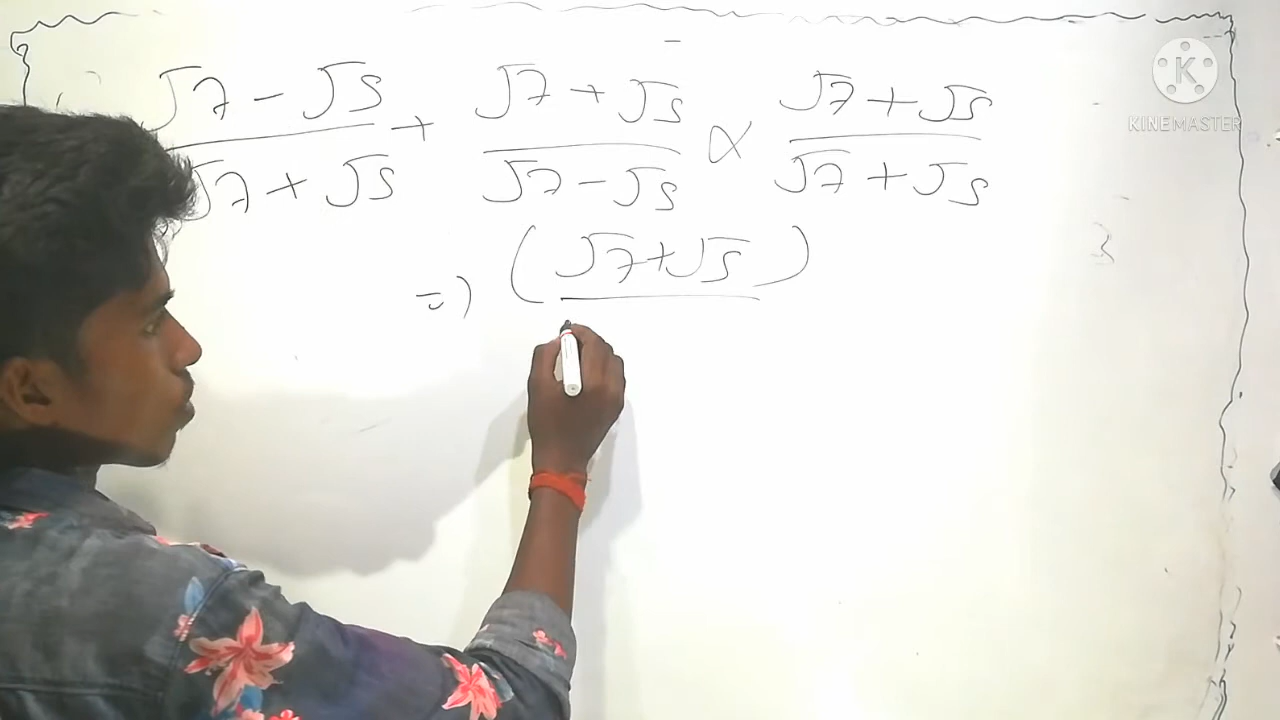 √7 - √5 / √7 + √5 + √7 + √5 / √7 - √5 × √7 + √5 / √7 + √5
=) (√7+√5)
KINEMASTER